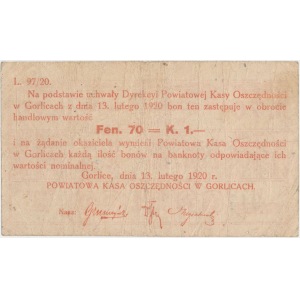 L. 97/20.
Na podstawie uchwały Dyrekcyi Powiatowej Kasy Oszczędności
w Gorlicach z dnia 13. lutego 1920 bon ten zastępuje w obrocie
handlowym wartość
Fen. 70 = K. 1.—
i na żądanie okaziciela wymieni Powiatowa Kasa Oszczędności
w Gorlicach każdą ilość bonów na banknoty odpowiadające ich
wartości nominalnej.
Gorlice, dnia 13. lutego 1920 r.
POWIATOWA KASA OSZCZĘDNOŚCI W GORLICACH